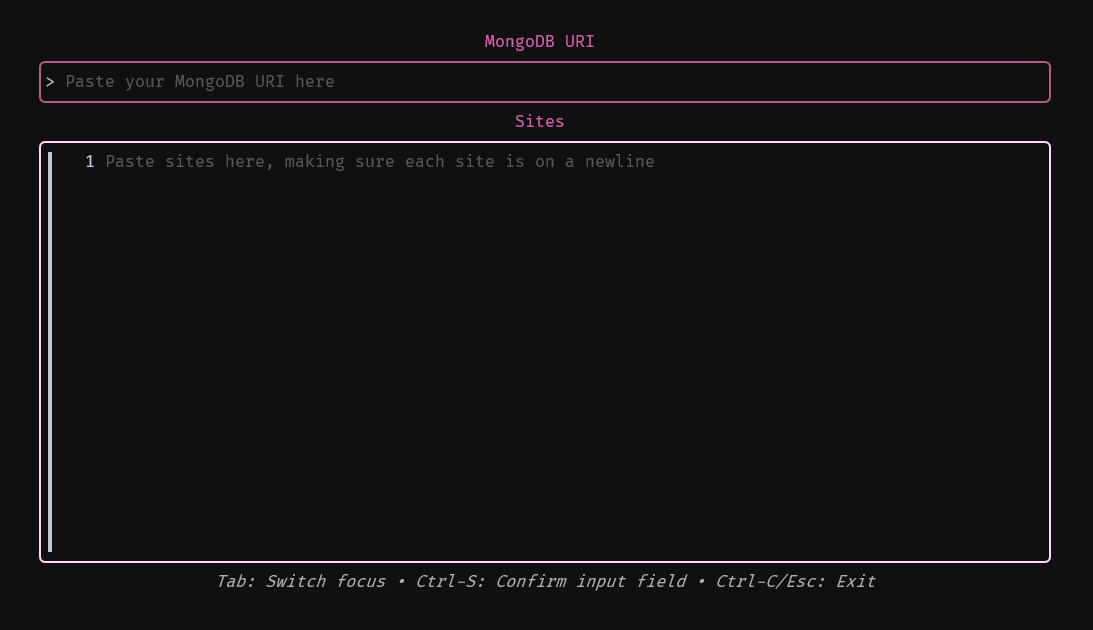 MongoDB URI
> Paste your MongoDB URI here
Sites
1 Paste sites here, making sure each site is on a newline
Tab: Switch focus • Ctrl-S: Confirm input field • Ctrl-C/Esc: Exit